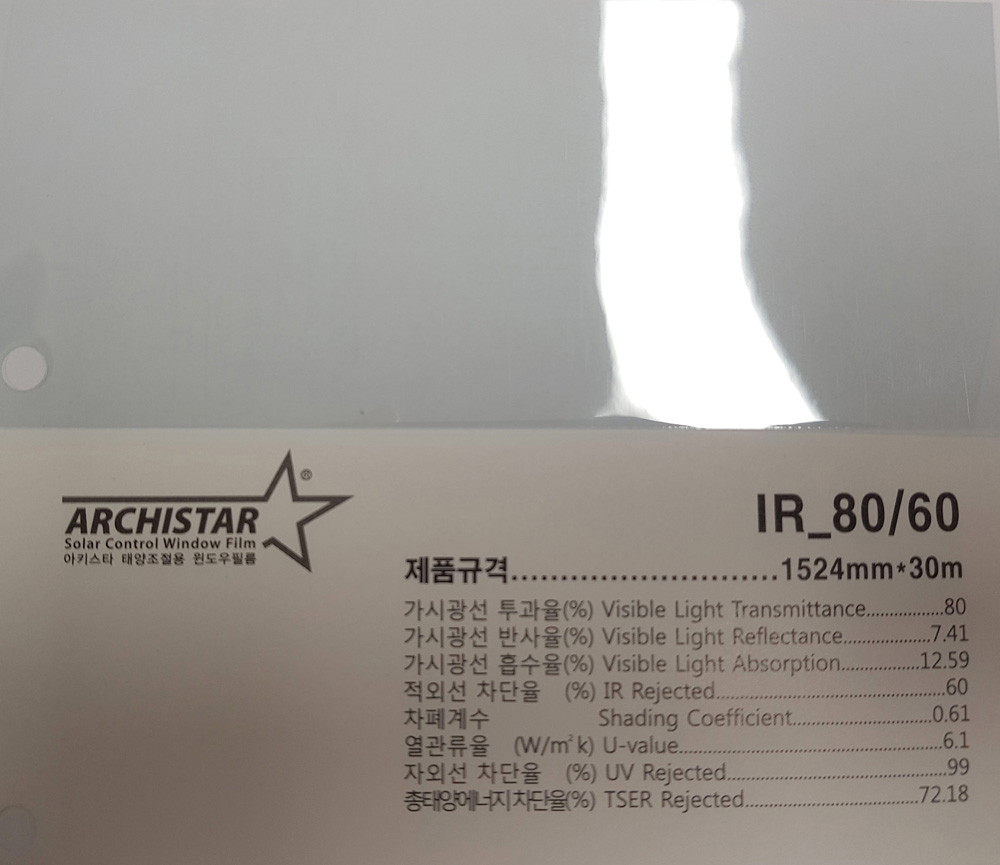 ARCHISTAR®
Solar Control Window Film
아키스타 태양조절용 윈도우필름
IR_80/60
제품규격............................1524mm*30m
가시광선 투과율(%) Visible Light Transmittance................80
가시광선 반사율(%) Visible Light Reflectance..................7.41
가시광선 흡수율(%) Visible Light Absorption................12.59
적외선 차단율 (%) IR Rejected...............................................60
차폐계수 Shading Coefficient.............................0.61
열관류율 (W/m² k) U-value.....................................................6.1
자외선 차단율 (%) UV Rejected.............................................99
총태양에너지차단율(%) TSER Rejected....................................72.18